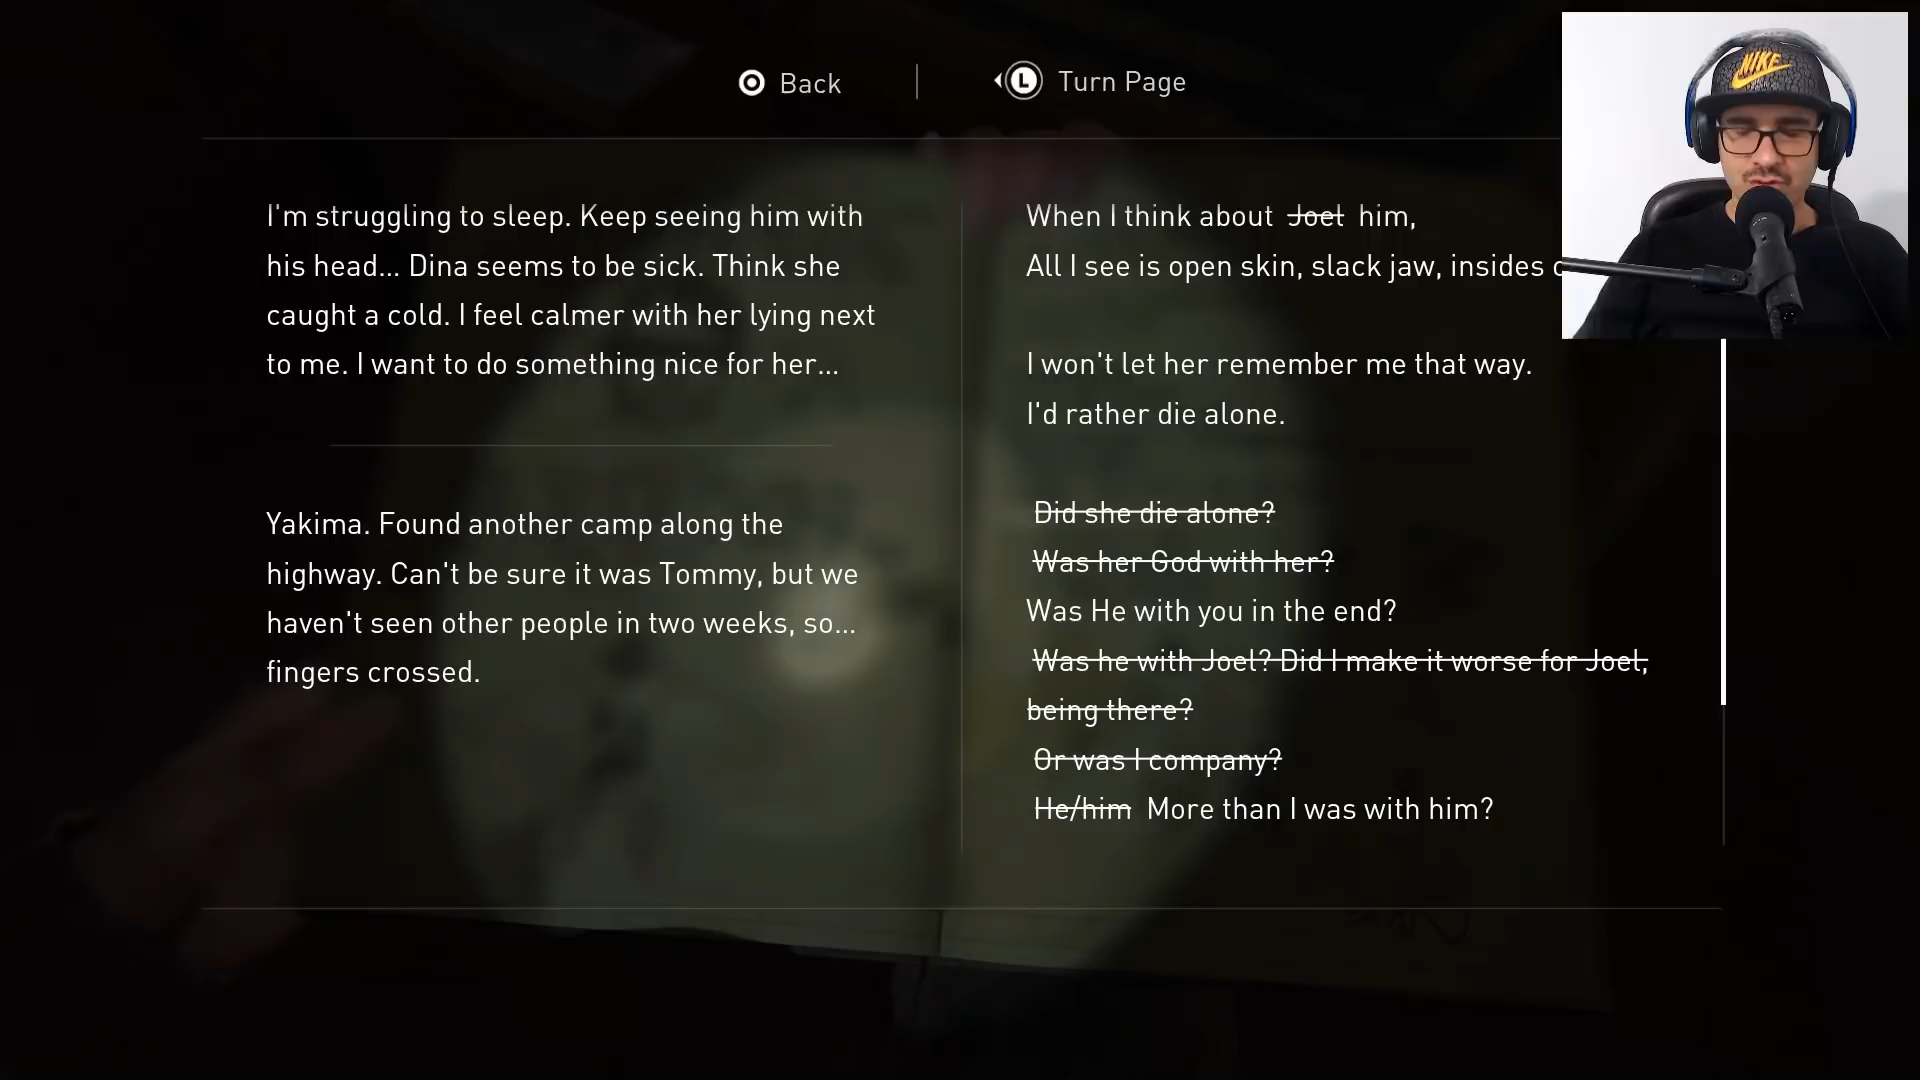 Back
L Turn Page
NIKE
I'm struggling to sleep. Keep seeing him with
his head... Dina seems to be sick. Think she
caught a cold. I feel calmer with her lying next
to me. I want to do something nice for her...
Yakima. Found another camp along the
highway. Can't be sure it was Tommy, but we
haven't seen other people in two weeks, so...
fingers crossed.
When I think about Joel him,
All I see is open skin, slack jaw, insides
I won't let her remember me that way.
I'd rather die alone.
Did she die alone?
Was her God with her?
Was He with you in the end?
Was he with Joel? Did I make it worse for Joel,
being there?
Or was I company?
He/him More than I was with him?